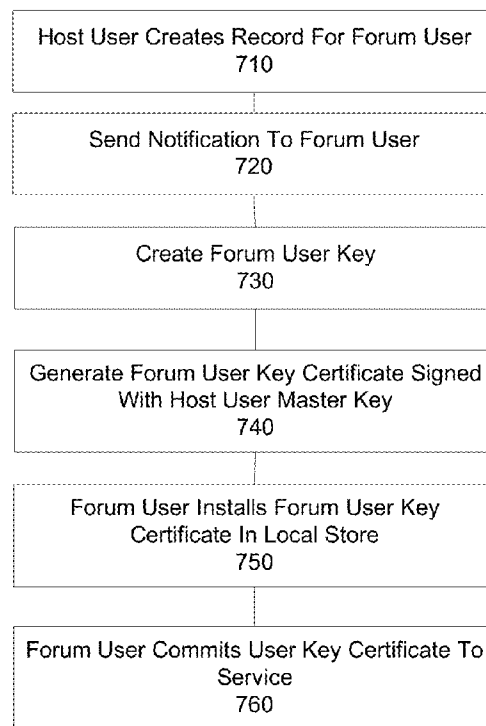 Host User Creates Record For Forum User
710
Send Notification To Forum User
720
Create Forum User Key
730
Generate Forum User Key Certificate Signed
With Host User Master Key
740
Forum User Installs Forum User Key
Certificate In Local Store
750
Forum User Commits User Key Certificate To
Service
760